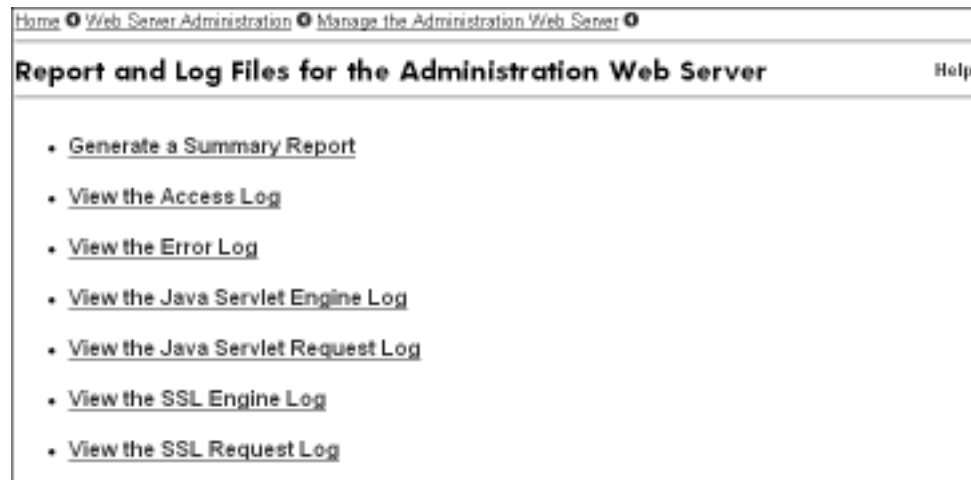 Home Web Server Administration Manage the Administration Web Server
Report and Log Files for the Administration Web Server Help
Generate a Summary Report
View the Access Log
View the Error Log
View the Java Servlet Engine Log
View the Java Servlet Request Log
View the SSL Engine Log
View the SSL Request Log